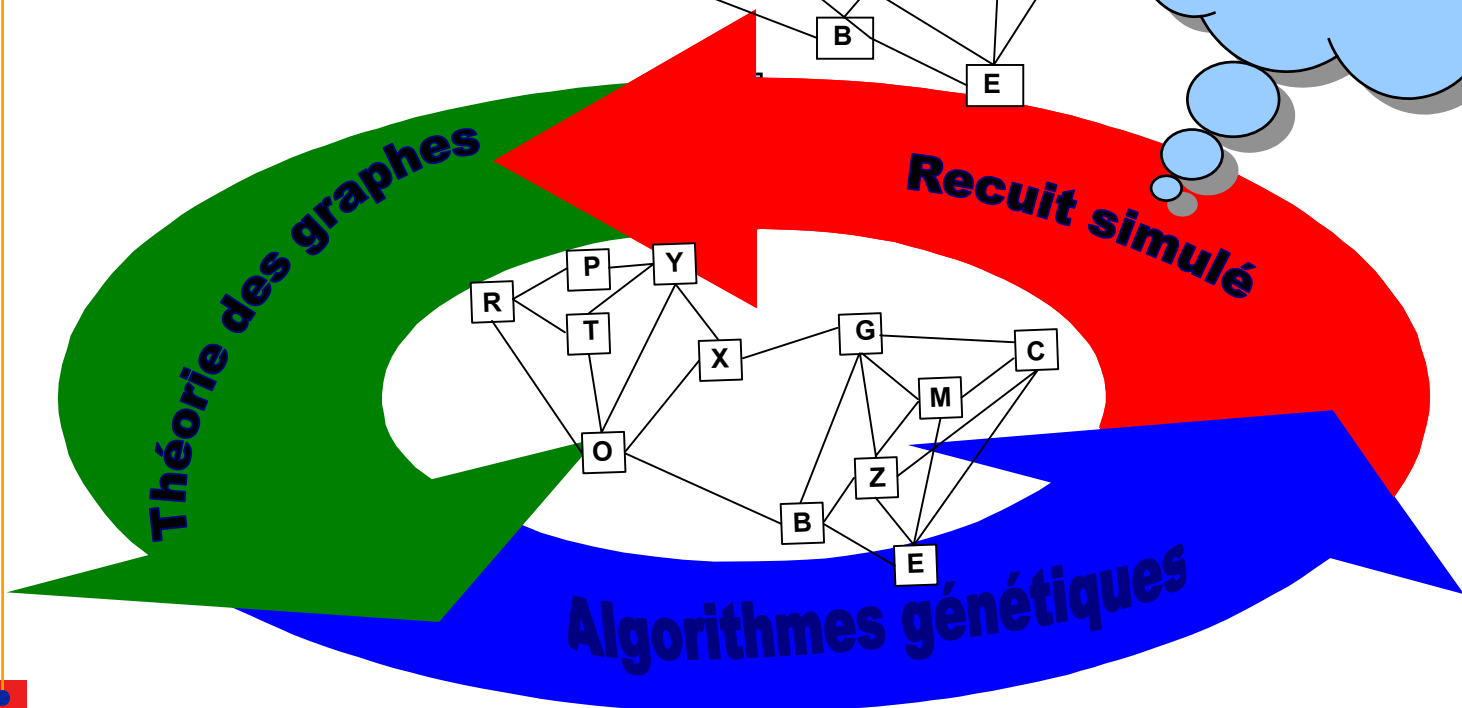 B
E
Théorie des graphes
Recuit simulé
P
Y
R
T
G
X
C
M
O
Z
B
E
Algorithmes génétiques